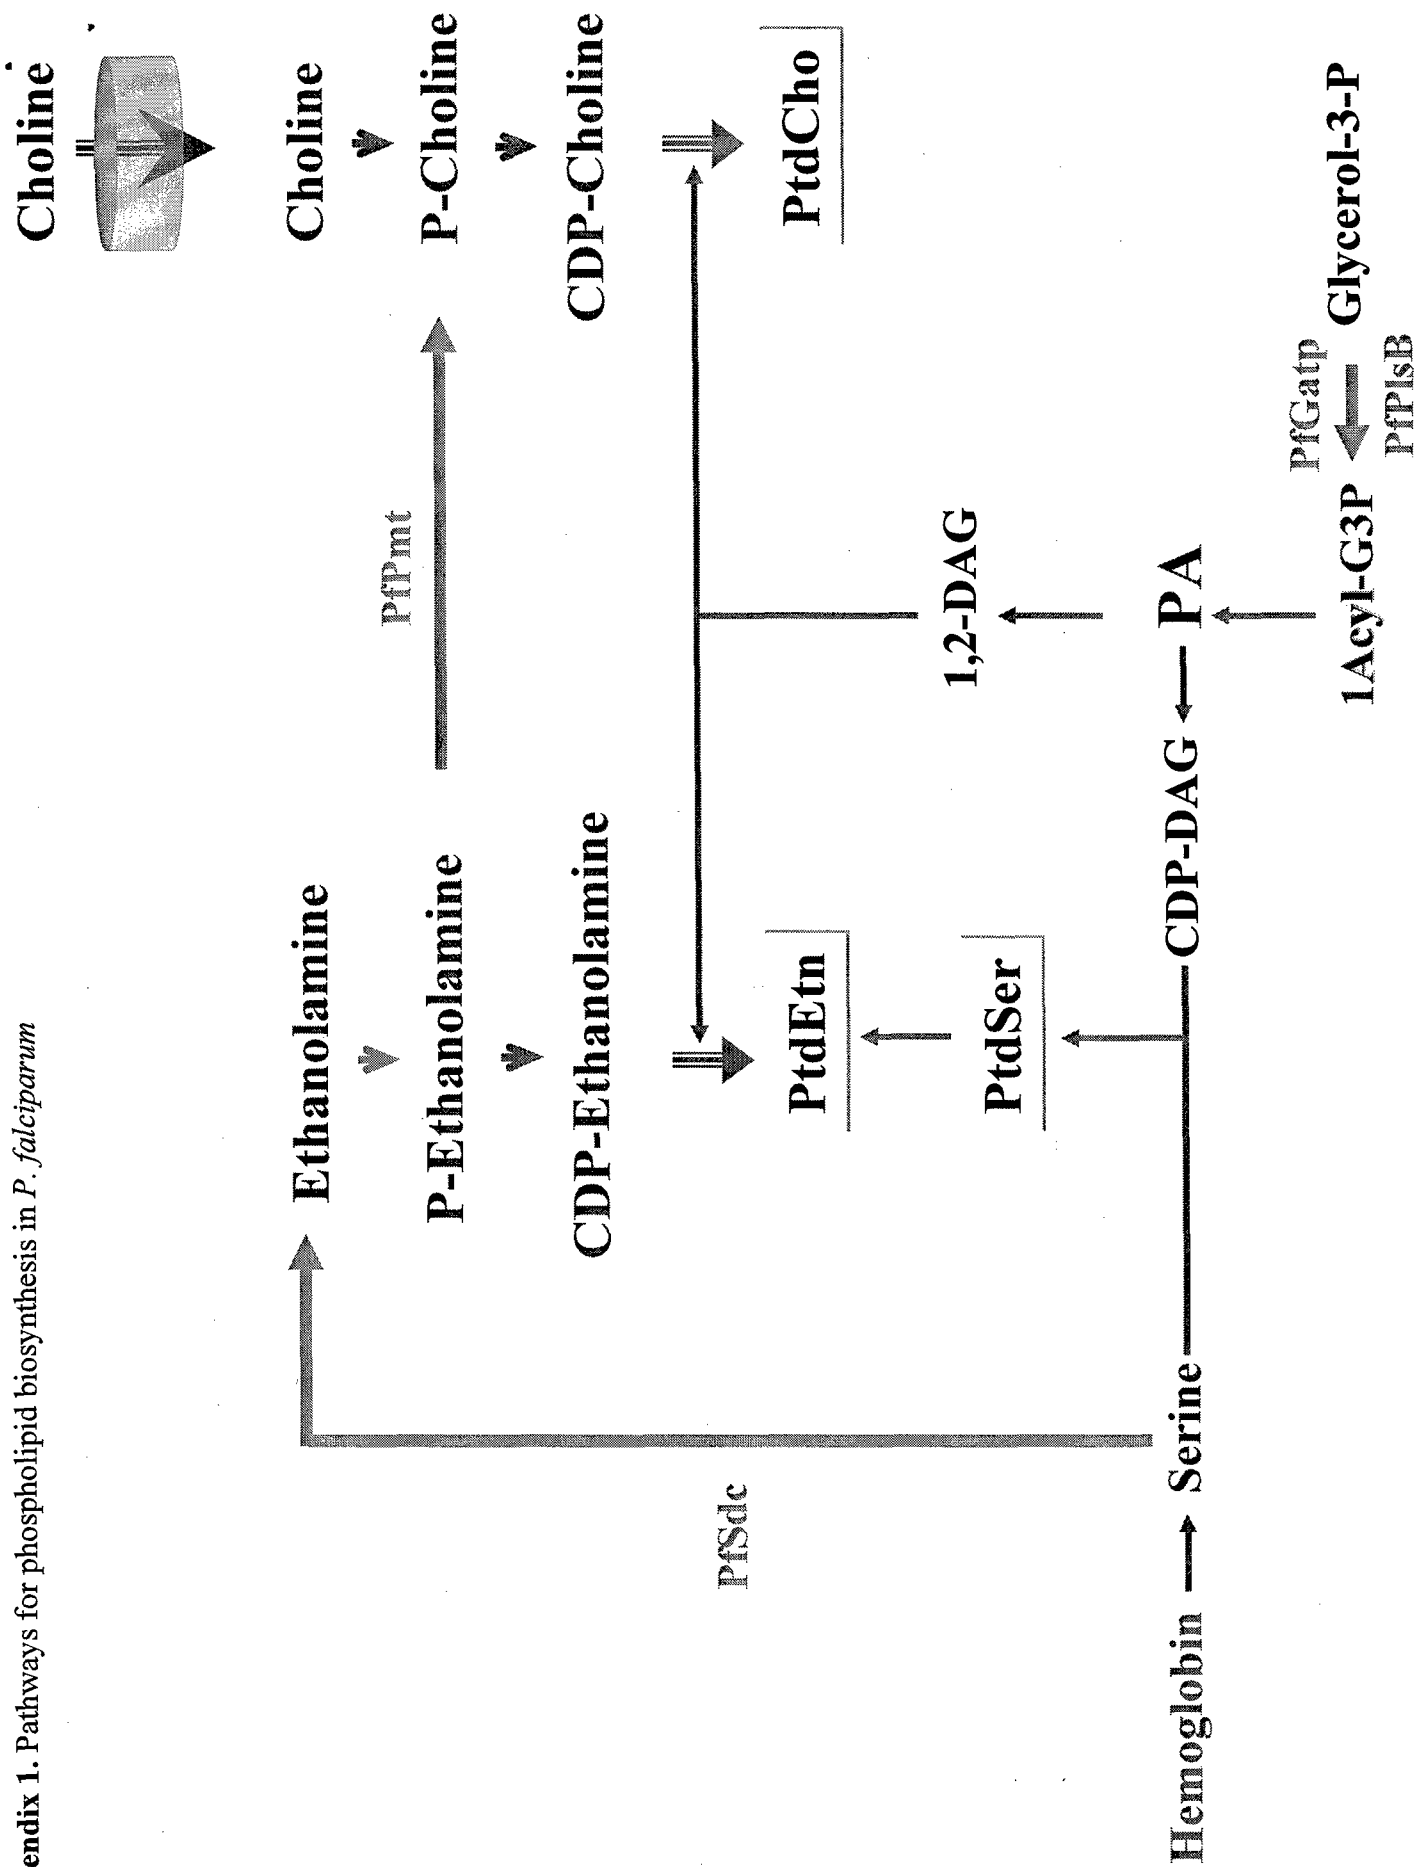 endix 1. Pathways for phospholipid biosynthesis in P. falciparum
Choline
Ethanolamine
Choline
PfPmt
P-Ethanolamine
P-Choline
CDP-Ethanolamine
CDP-Choline
PfSdc
PtdEtn
PtdCho
1,2-DAG
PtdSer
Hemoglobin
Serine
CDP-DAG
PA
PfGatp
1Acyl-G3P
Glycerol-3-P
PfPlsB